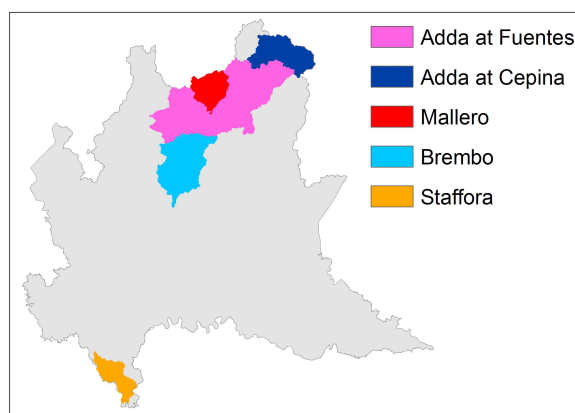 Adda at Fuentes
Adda at Cepina
Mallero
Brembo
Staffora